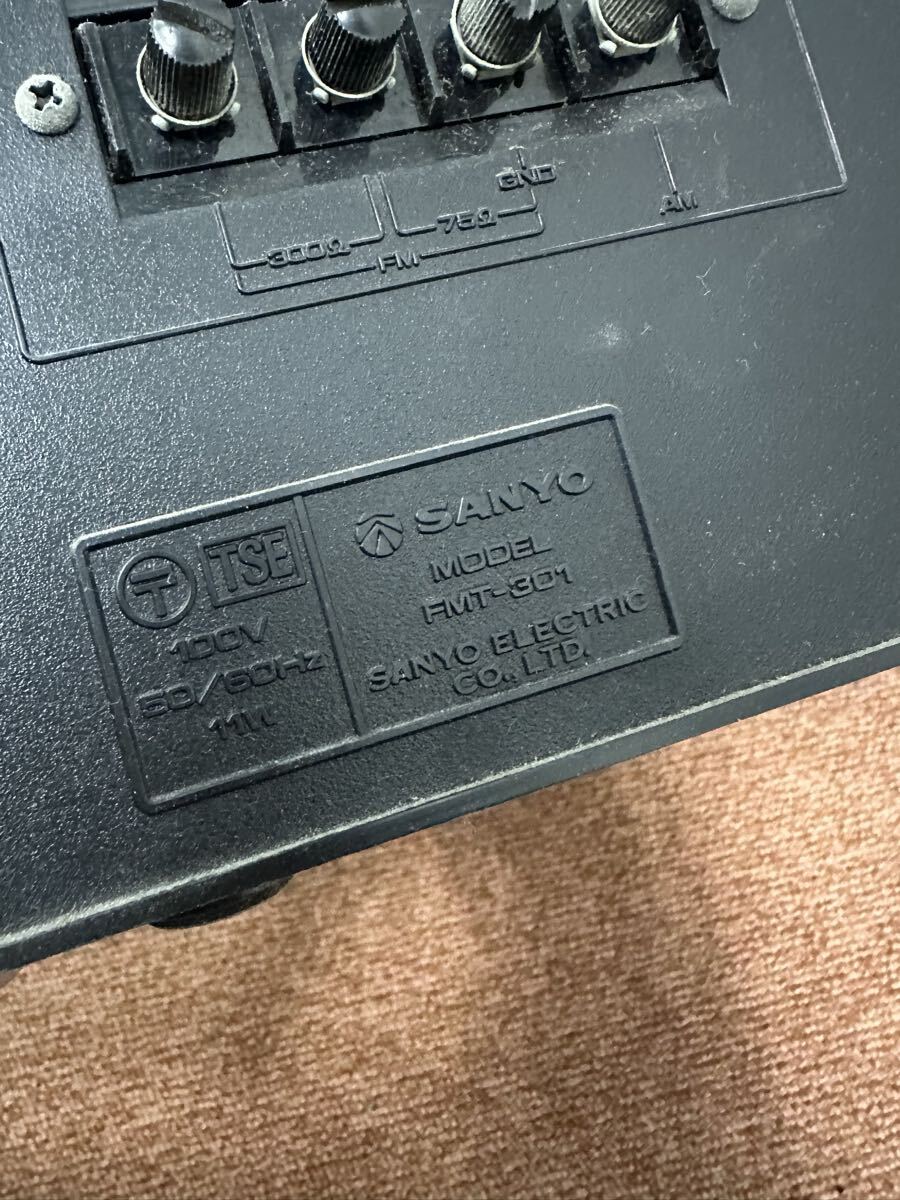 GND
AM
300Ω
75Ω
FM
T TSE
100V
50/60Hz
11W
SANYO
MODEL
FMT-301
SANYO ELECTRIC
CO., LTD.